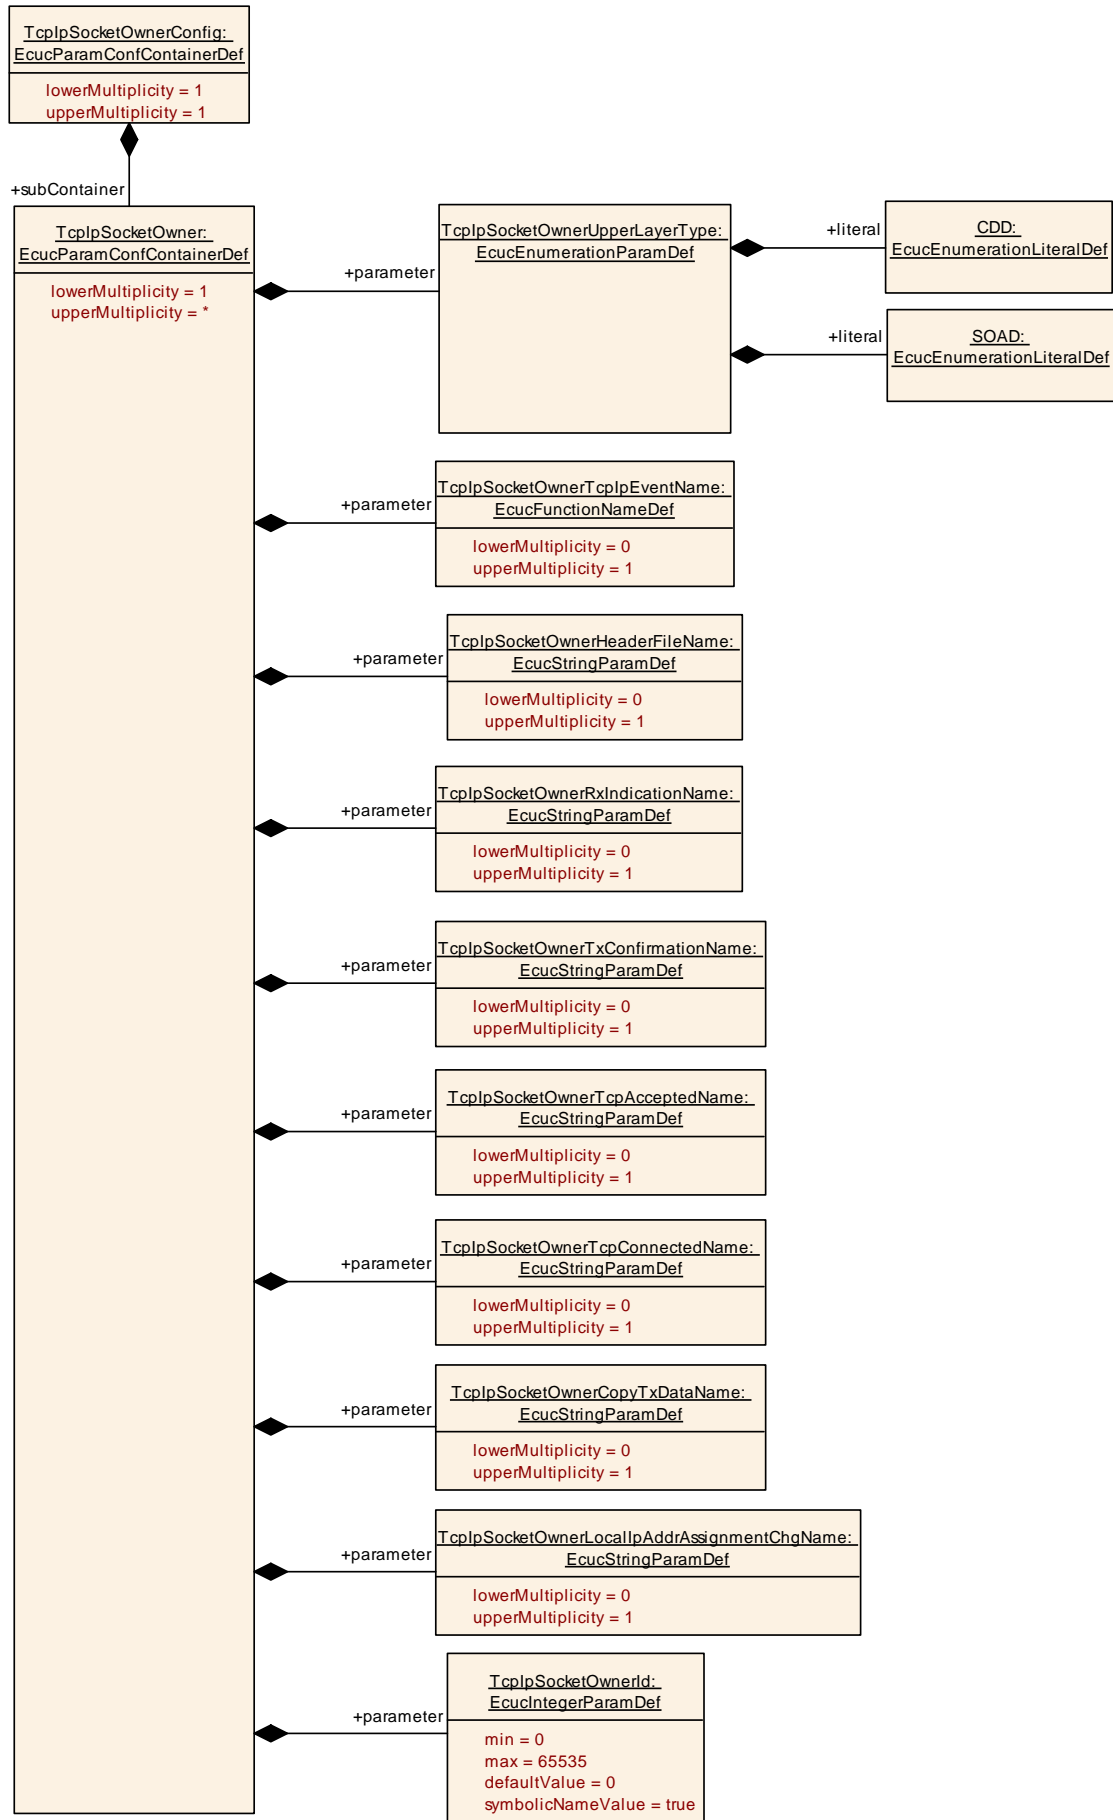 TcpIpSocketOwnerConfig:
EcucParamConfContainerDef
lowerMultiplicity = 1
upperMultiplicity = 1
+subContainer
TcpIpSocketOwner:
EcucParamConfContainerDef
lowerMultiplicity = 1
upperMultiplicity = *
+parameter
TcpIpSocketOwnerUpperLayerType:
EcucEnumerationParamDef
+literal
CDD:
EcucEnumerationLiteralDef
+literal
SOAD:
EcucEnumerationLiteralDef
+parameter
TcpIpSocketOwnerTcpIpEventName:
EcucFunctionNameDef
lowerMultiplicity = 0
upperMultiplicity = 1
+parameter
TcpIpSocketOwnerHeaderFileName:
EcucStringParamDef
lowerMultiplicity = 0
upperMultiplicity = 1
+parameter
TcpIpSocketOwnerRxIndicationName:
EcucStringParamDef
lowerMultiplicity = 0
upperMultiplicity = 1
+parameter
TcpIpSocketOwnerTxConfirmationName:
EcucStringParamDef
lowerMultiplicity = 0
upperMultiplicity = 1
+parameter
TcpIpSocketOwnerTcpAcceptedName:
EcucStringParamDef
lowerMultiplicity = 0
upperMultiplicity = 1
+parameter
TcpIpSocketOwnerTcpConnectedName:
EcucStringParamDef
lowerMultiplicity = 0
upperMultiplicity = 1
+parameter
TcpIpSocketOwnerCopyTxDataName:
EcucStringParamDef
lowerMultiplicity = 0
upperMultiplicity = 1
+parameter
TcpIpSocketOwnerLocalIpAddrAssignmentChgName:
EcucStringParamDef
lowerMultiplicity = 0
upperMultiplicity = 1
+parameter
TcpIpSocketOwnerId:
EcucIntegerParamDef
min = 0
max = 65535
defaultValue = 0
symbolicNameValue = true